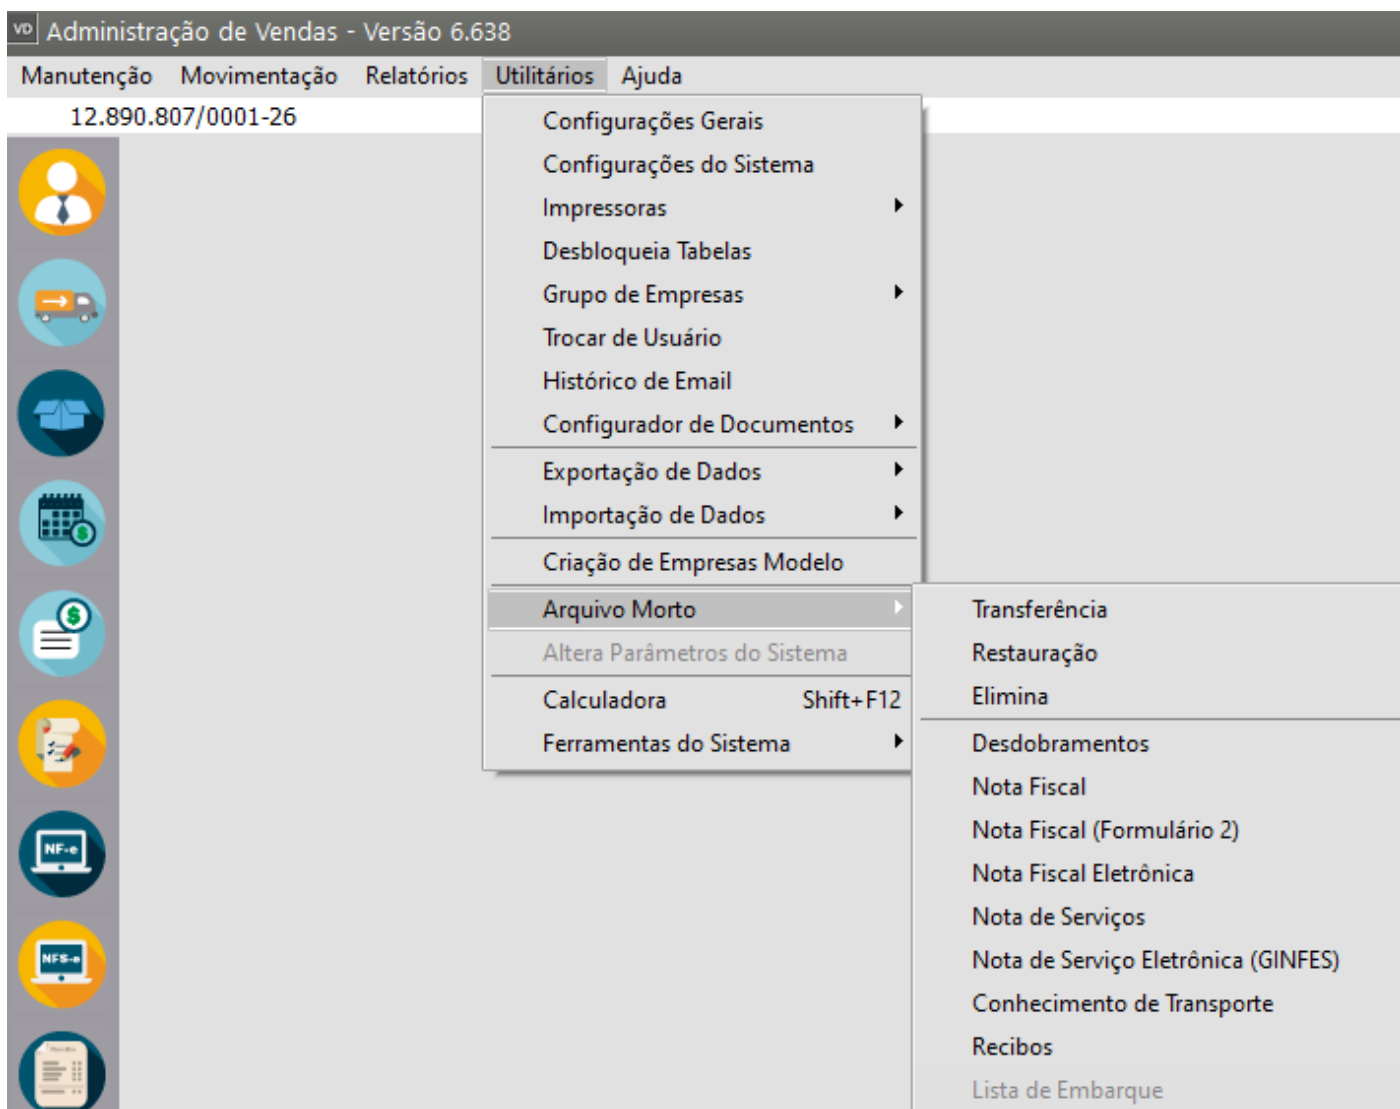 VD Administração de Vendas - Versão 6.638
Manutenção Movimentação Relatórios Utilitários Ajuda
12.890.807/0001-26
Configurações Gerais
Configurações do Sistema
Impressoras
Desbloqueia Tabelas
Grupo de Empresas
Trocar de Usuário
Histórico de Email
Configurador de Documentos
Exportação de Dados
Importação de Dados
Criação de Empresas Modelo
Arquivo Morto
Altera Parâmetros do Sistema
Calculadora Shift+F12
Ferramentas do Sistema
Transferência
Restauração
Elimina
Desdobramentos
Nota Fiscal
Nota Fiscal (Formulário 2)
Nota Fiscal Eletrônica
Nota de Serviços
Nota de Serviço Eletrônica (GINFES)
Conhecimento de Transporte
Recibos
Lista de Embarque
NF-e
NFS-e